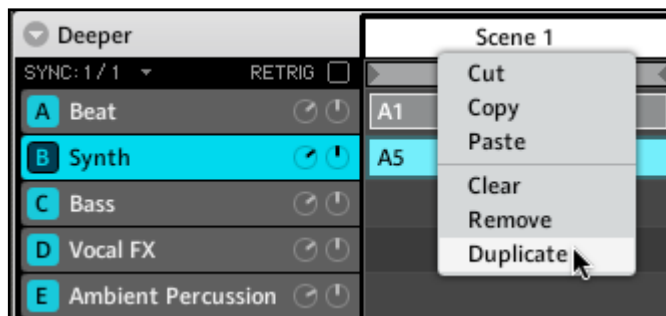 Deeper
Scene 1
SYNC: 1 / 1 RETRIG
Cut
A Beat
A1
Copy
Paste
B Synth
A5
Clear
C Bass
Remove
D Vocal FX
Duplicate
E Ambient Percussion